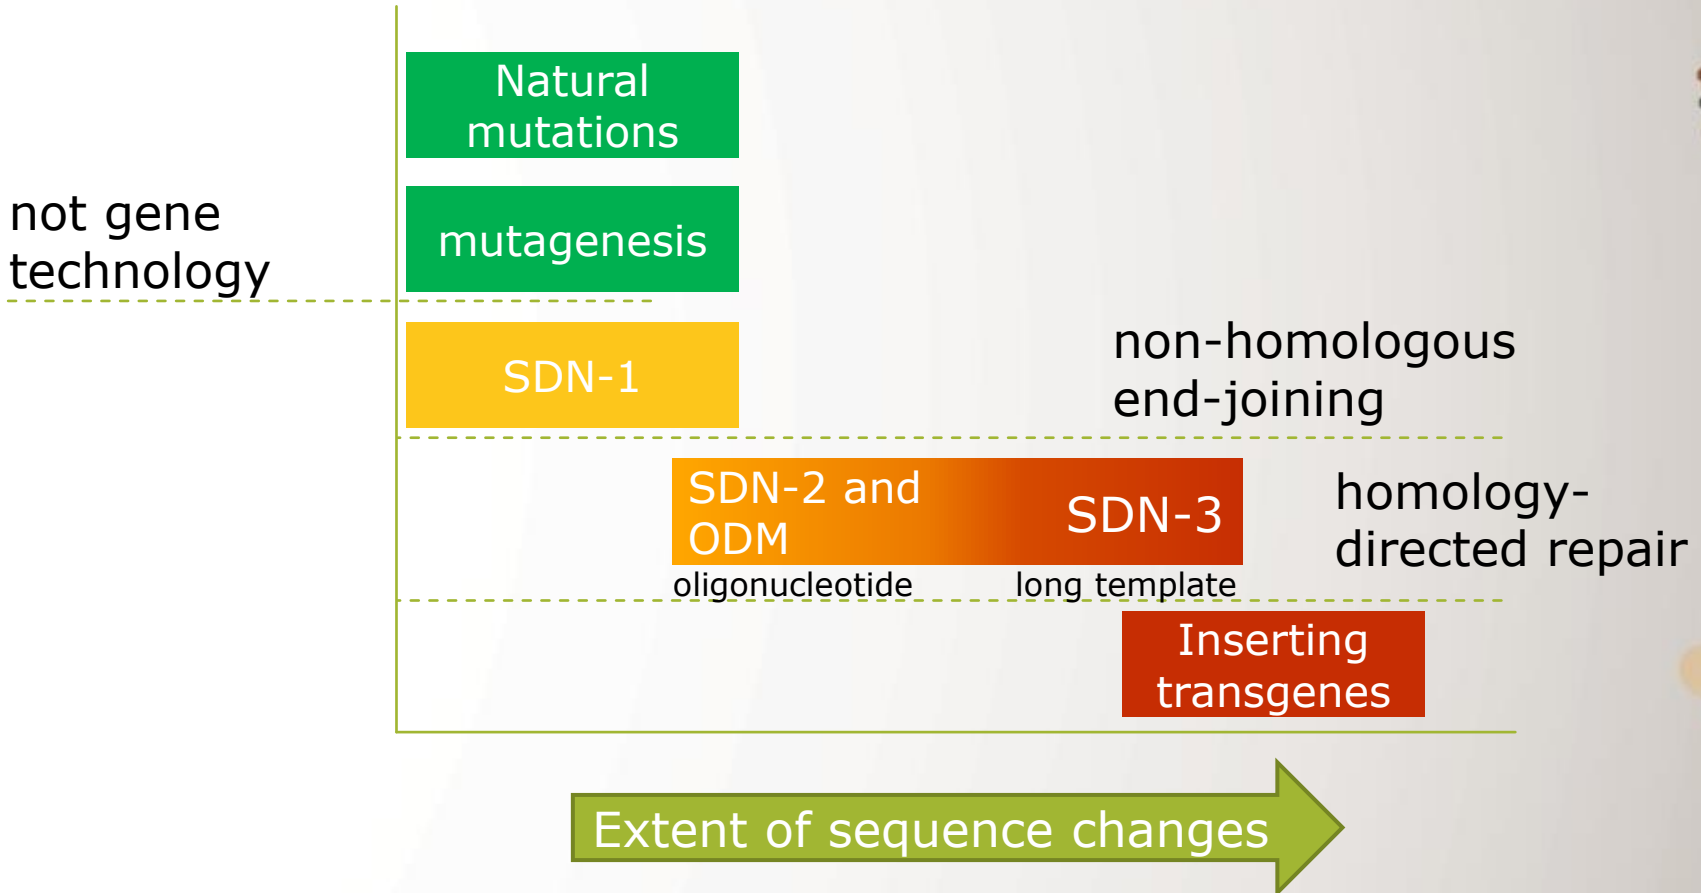 Natural
mutations
not gene
technology
mutagenesis
SDN-1
non-homologous
end-joining
SDN-2 and
ODM
SDN-3
homology-
directed repair
oligonucleotide
long template
Inserting
transgenes
Extent of sequence changes